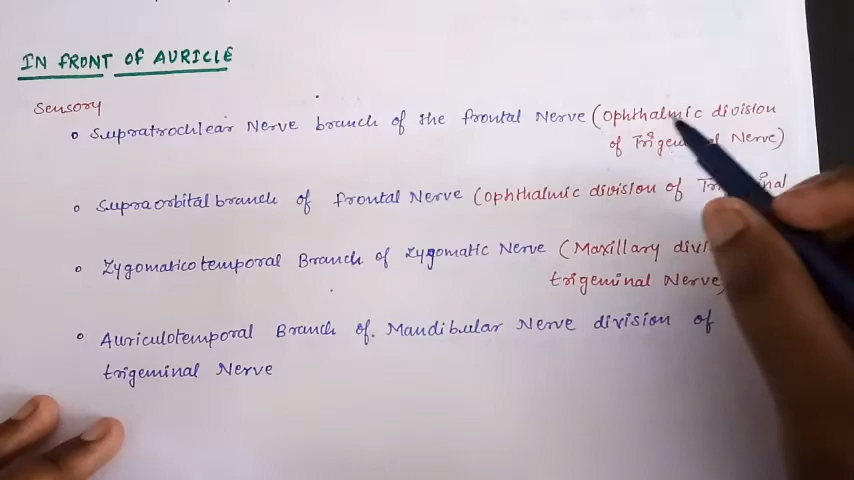 IN FRONT OF AURICLE
Sensory
Supratrochlear Nerve branch of the frontal Nerve (Ophthalmic division
of Nerve)
Supraorbital branch of frontal Nerve (Ophthalmic division of
Zygomaticotemporal Branch of Zygomatic Nerve (Maxillary
trigeminal Nerve
Auriculotemporal Branch of. Mandibular Nerve division of
trigeminal Nerve